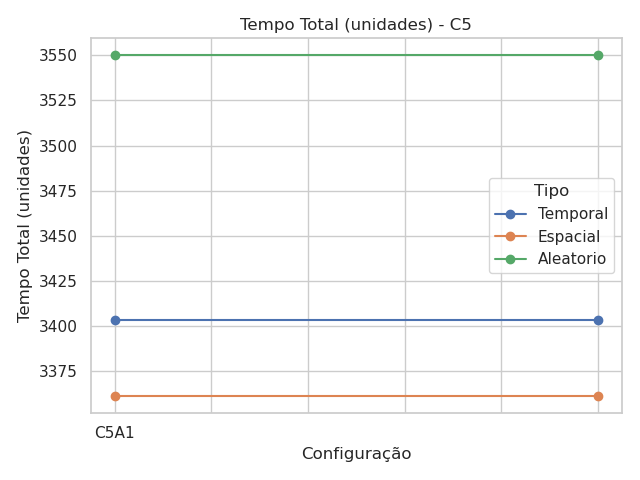 Tempo Total (unidades) - C5
3550
3525
3500
3475
3450
3425
3400
3375
Tempo Total (unidades)
Tipo
Temporal
Espacial
Aleatorio
C5A1
Configuração